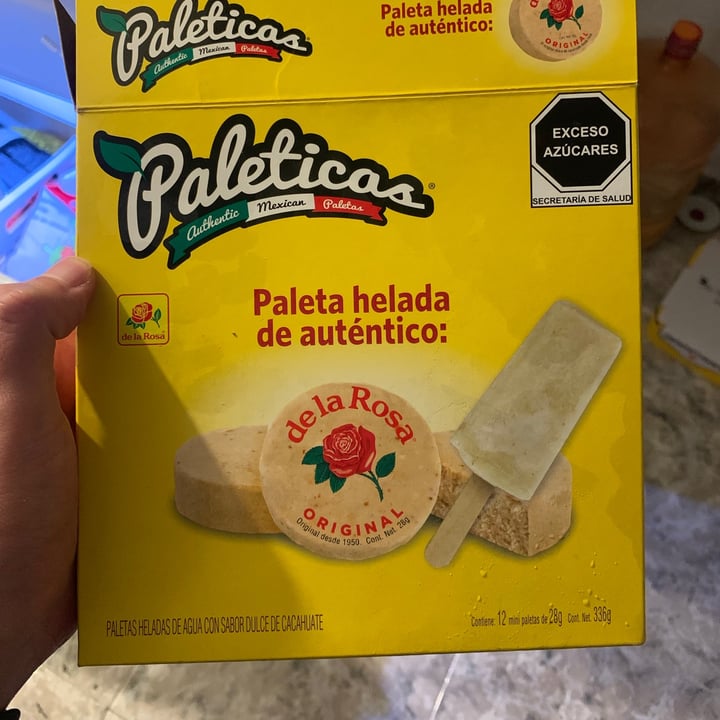 Paleticas®
Authentic Mexican Paletas
Paleta helada
de auténtico:
ORIGINAL
Paleticas®
Authentic Mexican Paletas
EXCESO
AZÚCARES
SECRETARÍA DE SALUD
de la Rosa
Paleta helada
de auténtico:
de la Rosa
ORIGINAL
Original desde 1950. Cont. Net. 28g
PALETAS HELADAS DE AGUA CON SABOR DULCE DE CACAHUATE
Contiene: 12 mini paletas de 28g Cont. Net. 336g